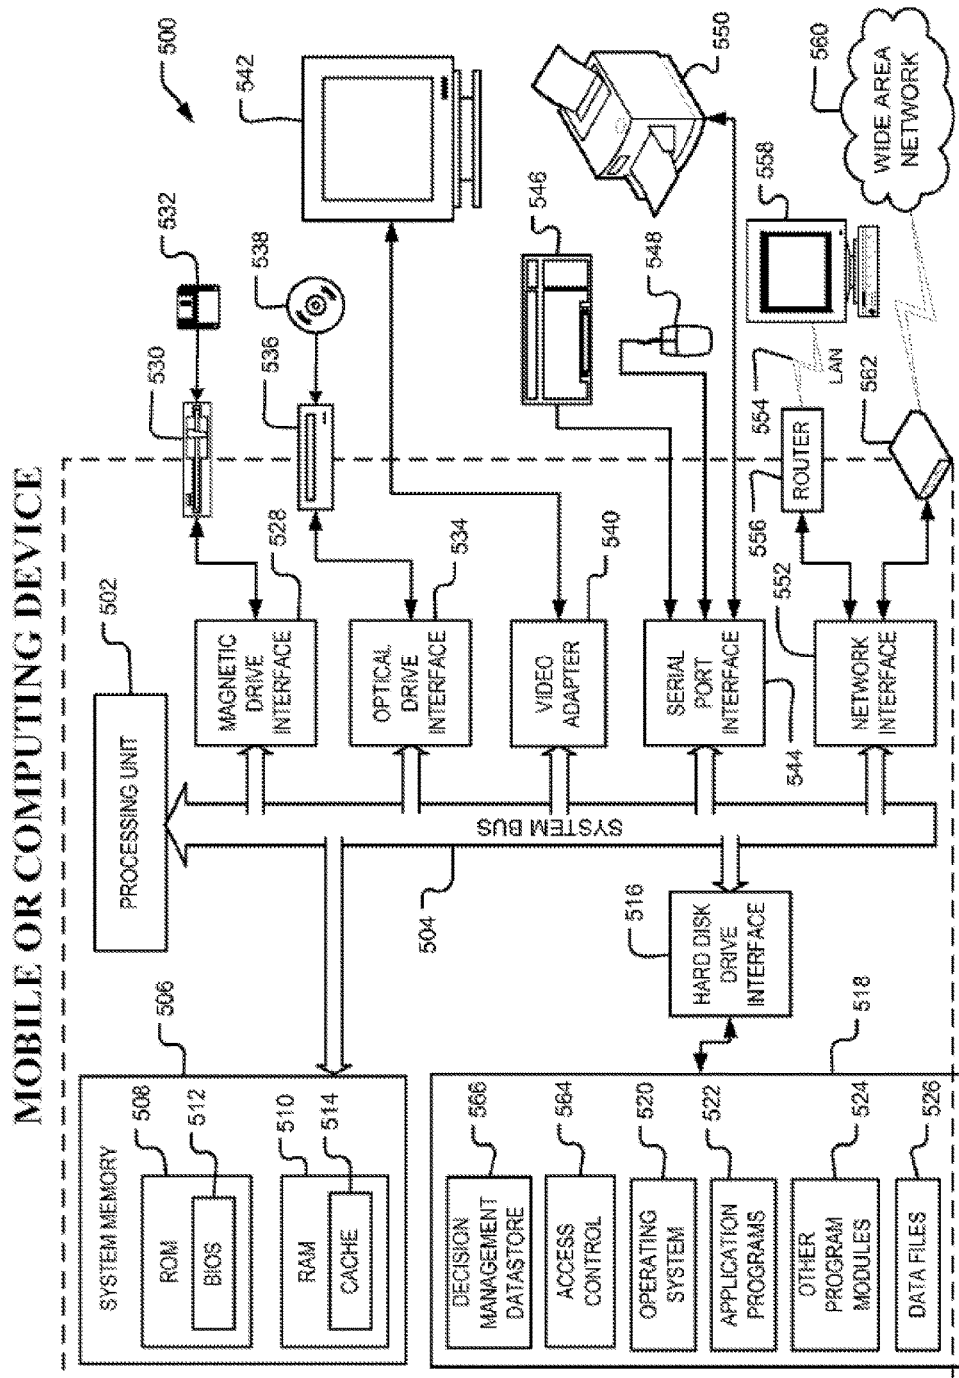 MOBILE OR COMPUTING DEVICE
500
SYSTEM MEMORY
506
ROM
508
BIOS
512
RAM
510
CACHE
514
PROCESSING UNIT
502
504
SYSTEM BUS
MAGNETIC
DRIVE
INTERFACE
528
530
532
OPTICAL
DRIVE
INTERFACE
534
536
538
VIDEO
ADAPTER
540
542
SERIAL
PORT
INTERFACE
544
546
548
550
NETWORK
INTERFACE
552
ROUTER
556
554
LAN
558
562
WIDE AREA
NETWORK
560
HARD DISK
DRIVE
INTERFACE
516
518
DECISION
MANAGEMENT
DATASTORE
566
ACCESS
CONTROL
564
OPERATING
SYSTEM
520
APPLICATION
PROGRAMS
522
OTHER
PROGRAM
MODULES
524
DATA FILES
526